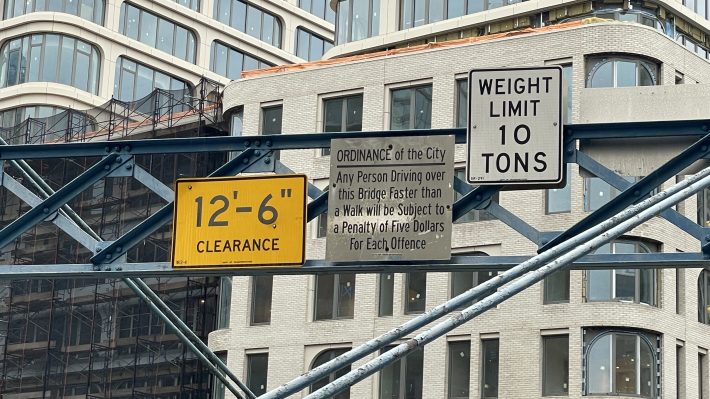 12'-6"
CLEARANCE
ORDINANCE of the City
Any Person Driving over
this Bridge Faster than
a Walk will be Subject to
a Penalty of Five Dollars
For Each Offence
WEIGHT
LIMIT
10
TONS